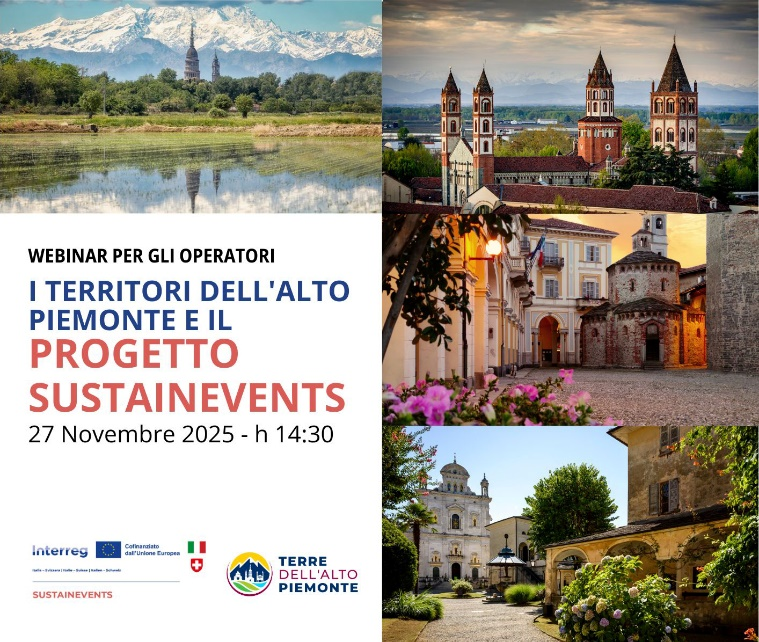 WEBINAR PER GLI OPERATORI
I TERRITORI DELL'ALTO
PIEMONTE E IL
PROGETTO
SUSTAINEVENTS
27 Novembre 2025 - h 14:30
Interreg
Cofinanziato
dall'Unione Europea
SUSTAINEVENTS
TERRE
DELL'ALTO
PIEMONTE